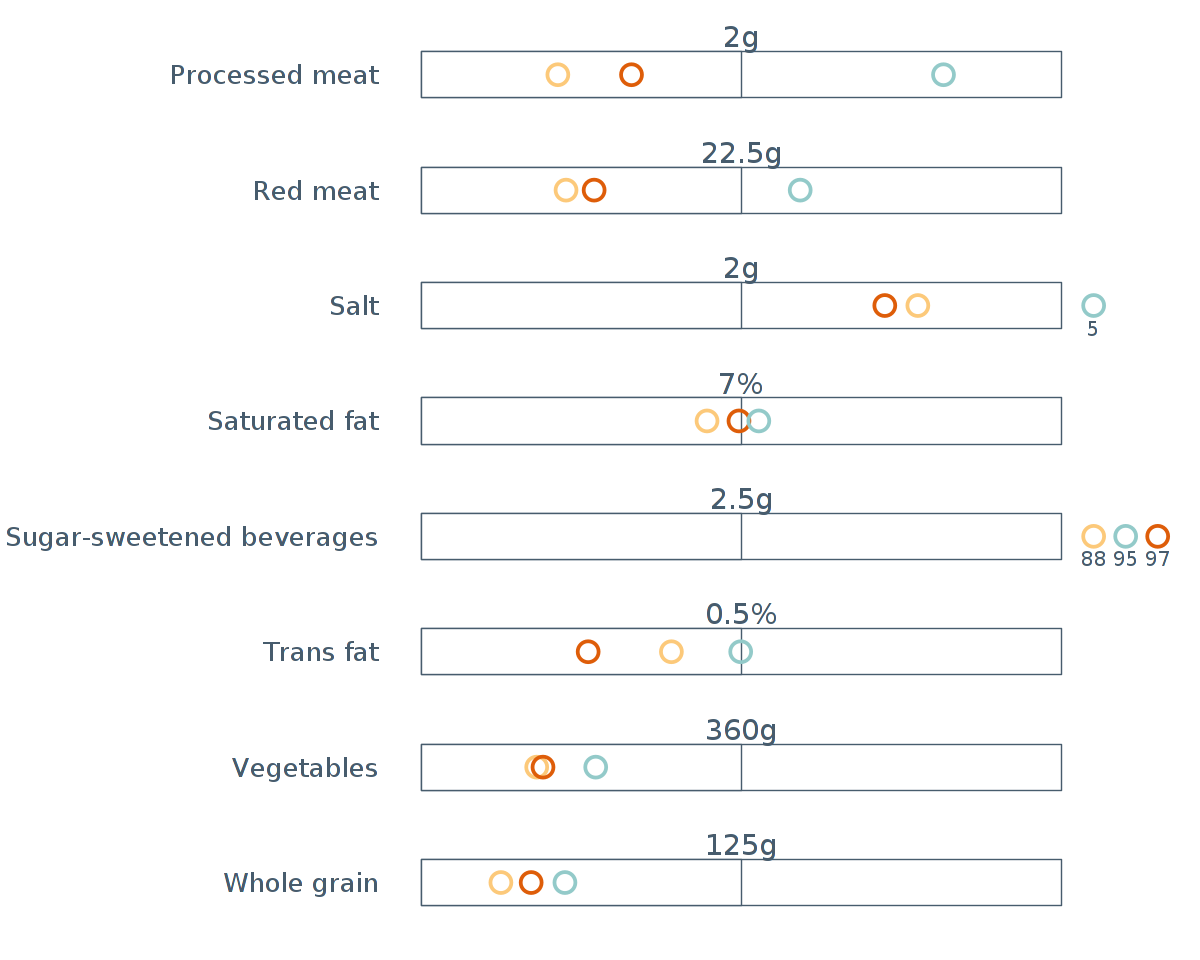 2g
Processed meat
22.5g
Red meat
2g
Salt
5
7%
Saturated fat
2.5g
Sugar-sweetened beverages
88 95 97
0.5%
Trans fat
360g
Vegetables
125g
Whole grain